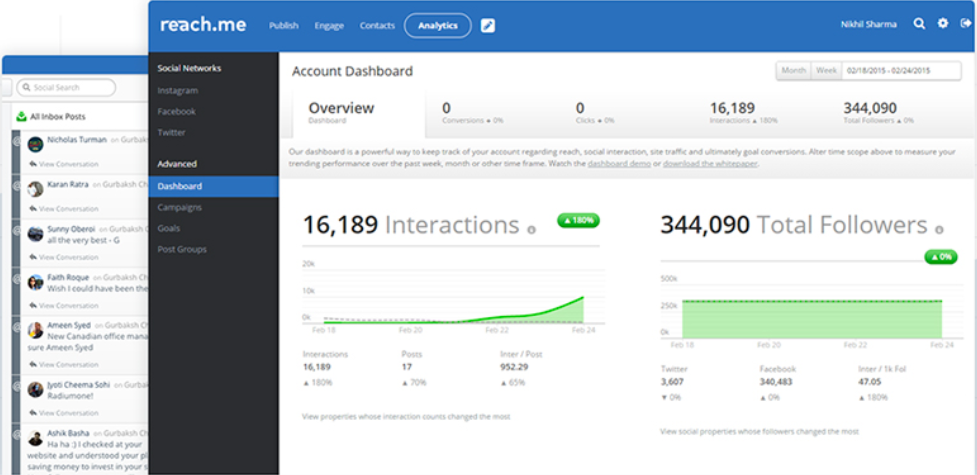 reach.me
Publish Engage Contacts Analytics
Nikhil Sharma
Social Search
All Inbox Posts
Nicholas Turman on Gurbaksh
View Conversation
Karan Ratra on Gurbaksh Ch
View Conversation
Sunny Oberoi on Gurbaksh
all the very best - G
View Conversation
Faith Roque on Gurbaksh Ch
Wish I could have been the
View Conversation
Ameen Syed on Gurbaksh Ch
New Canadian office mana
sure Ameen Syed
View Conversation
Jyoti Cheema Sohi on Gurbaksh
Radiumone!
View Conversation
Ashik Basha on Gurbaksh Ch
Ha ha :) I checked at your
website and understood your pl
saving money to invest in your s
Social Networks
Instagram
Facebook
Twitter
Advanced
Dashboard
Campaigns
Goals
Post Groups
Account Dashboard
Month Week 02/18/2015 - 02/24/2015
Overview
Dashboard
0
Conversions • 0%
0
Clicks • 0%
16,189
Interactions ▲ 180%
344,090
Total Followers ▲ 0%
Our dashboard is a powerful way to keep track of your account regarding reach, social interaction, site traffic and ultimately goal conversions. Alter time scope above to measure your
trending performance over the past week, month or other time frame. Watch the dashboard demo or download the whitepaper.
16,189 Interactions
▲ 180%
20k
10k
0k
Feb 18 Feb 20 Feb 22 Feb 24
Interactions Posts Inter / Post
16,189 17 952.29
▲ 180% ▲ 70% ▲ 65%
View properties whose interaction counts changed the most
344,090 Total Followers
▲ 0%
500k
250k
0k
Feb 18 Feb 20 Feb 22 Feb 24
Twitter Facebook Inter / 1k Fol
3,607 340,483 47.05
▼ 0% ▲ 0% ▲ 180%
View social properties whose followers changed the most